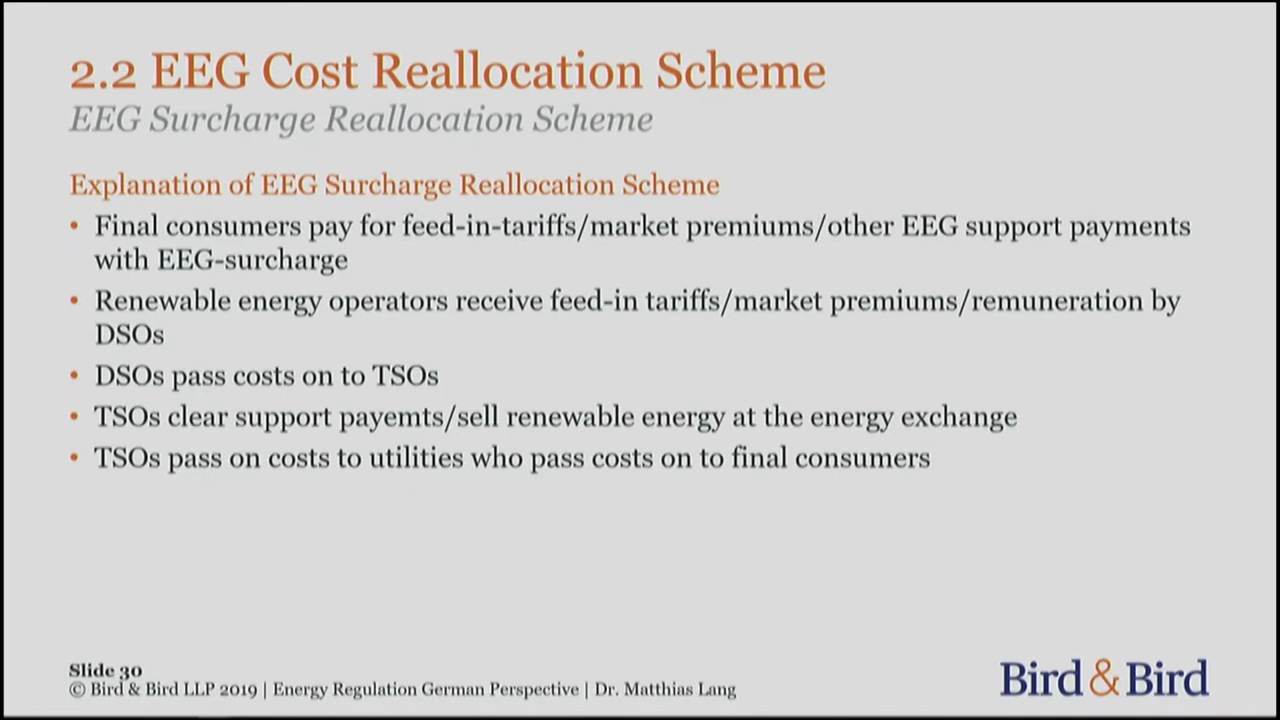 2.2 EEG Cost Reallocation Scheme
EEG Surcharge Reallocation Scheme
Explanation of EEG Surcharge Reallocation Scheme
• Final consumers pay for feed-in-tariffs/market premiums/other EEG support payments
with EEG-surcharge
• Renewable energy operators receive feed-in tariffs/market premiums/remuneration by
DSOs
• DSOs pass costs on to TSOs
• TSOs clear support payemts/sell renewable energy at the energy exchange
• TSOs pass on costs to utilities who pass costs on to final consumers
Slide 30
© Bird & Bird LLP 2019 | Energy Regulation German Perspective | Dr. Matthias Lang
Bird & Bird